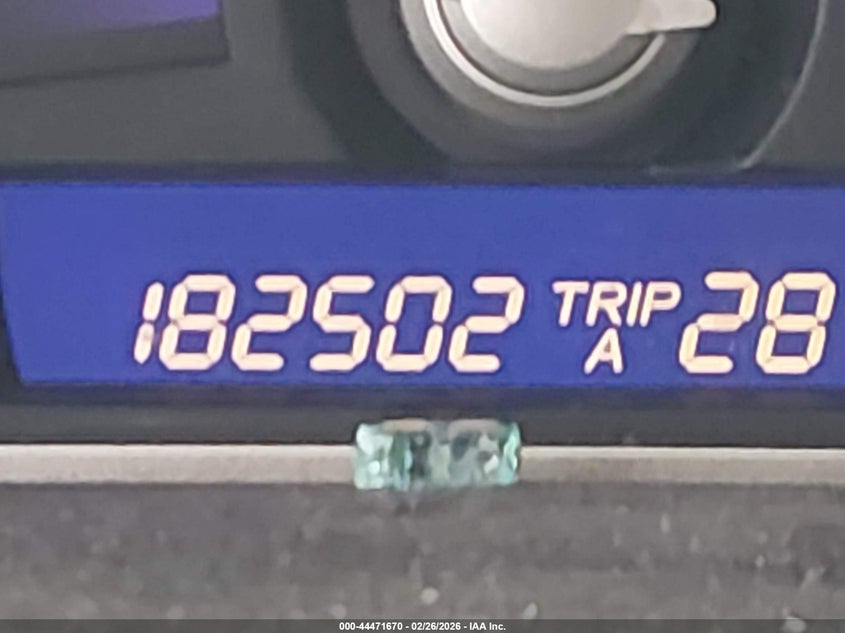 182502 TRIP A 28
000-44471670 - 02/26/2026 - IAA Inc.